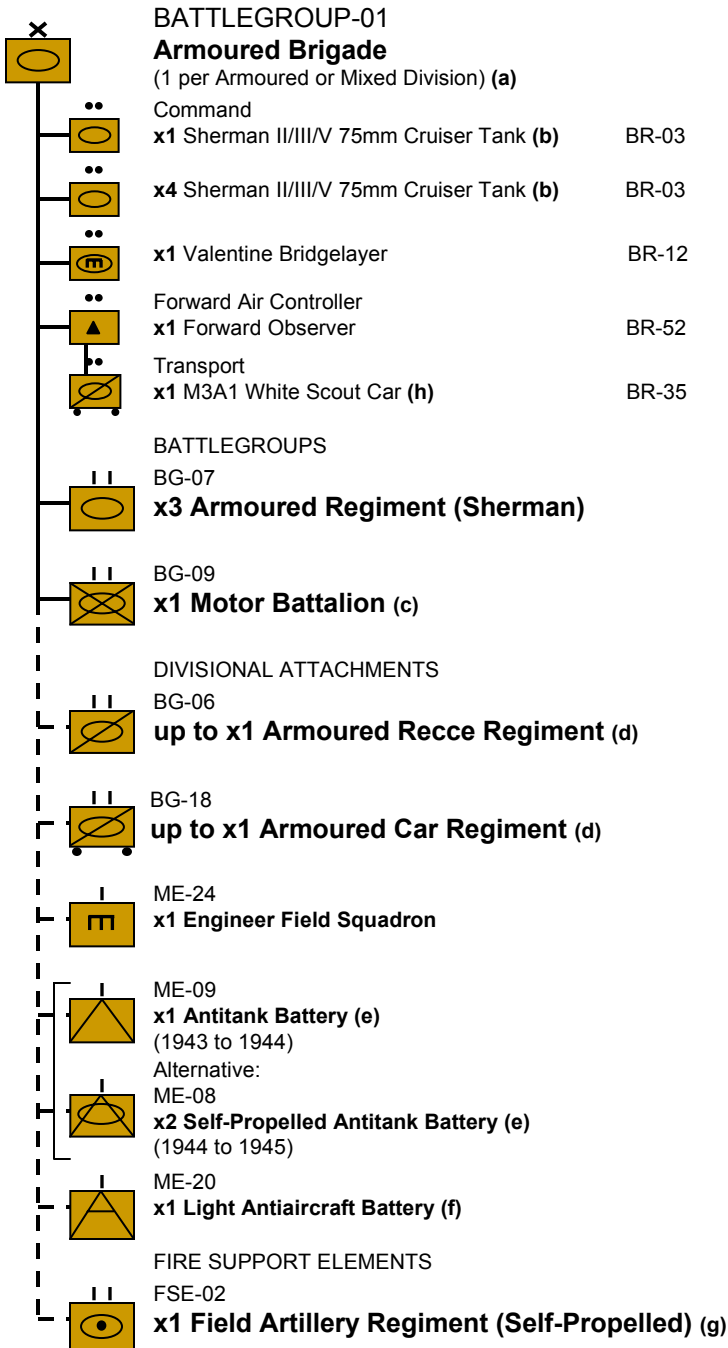 BATTLEGROUP-01
Armoured Brigade
(1 per Armoured or Mixed Division) (a)
Command
x1 Sherman II/III/V 75mm Cruiser Tank (b) BR-03
x4 Sherman II/III/V 75mm Cruiser Tank (b) BR-03
x1 Valentine Bridgelayer BR-12
Forward Air Controller
x1 Forward Observer BR-52
Transport
x1 M3A1 White Scout Car (h) BR-35
BATTLEGROUPS
BG-07
x3 Armoured Regiment (Sherman)
BG-09
x1 Motor Battalion (c)
DIVISIONAL ATTACHMENTS
BG-06
up to x1 Armoured Recce Regiment (d)
BG-18
up to x1 Armoured Car Regiment (d)
ME-24
x1 Engineer Field Squadron
ME-09
x1 Antitank Battery (e)
(1943 to 1944)
Alternative:
ME-08
x2 Self-Propelled Antitank Battery (e)
(1944 to 1945)
ME-20
x1 Light Antiaircraft Battery (f)
FIRE SUPPORT ELEMENTS
FSE-02
x1 Field Artillery Regiment (Self-Propelled) (g)